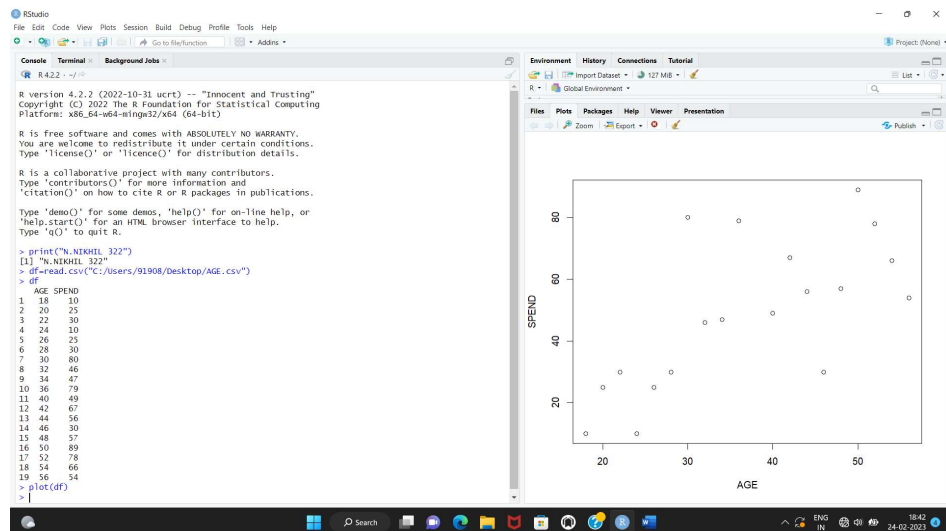 RStudio
File Edit Code View Plots Session Build Debug Profile Tools Help
Go to file/function Addins Project: (None)
Console Terminal Background Jobs
R 4.2.2 · ~/
R version 4.2.2 (2022-10-31 ucrt) -- "Innocent and Trusting"
Copyright (C) 2022 The R Foundation for Statistical Computing
Platform: x86_64-w64-mingw32/x64 (64-bit)
R is free software and comes with ABSOLUTELY NO WARRANTY.
You are welcome to redistribute it under certain conditions.
Type 'license()' or 'licence()' for distribution details.
R is a collaborative project with many contributors.
Type 'contributors()' for more information and
'citation()' on how to cite R or R packages in publications.
Type 'demo()' for some demos, 'help()' for on-line help, or
'help.start()' for an HTML browser interface to help.
Type 'q()' to quit R.
> print("N.NIKHIL 322")
[1] "N.NIKHIL 322"
> df=read.csv("C:/Users/91908/Desktop/AGE.csv")
> df
AGE SPEND
1 18 10
2 20 25
3 22 30
4 24 10
5 26 25
6 28 30
7 30 80
8 32 46
9 34 47
10 36 79
11 40 49
12 42 67
13 44 56
14 46 30
15 48 57
16 50 89
17 52 78
18 54 66
19 56 54
> plot(df)
>
Environment History Connections Tutorial
Import Dataset 127 MiB List
R Global Environment
Files Plots Packages Help Viewer Presentation
Zoom Export Publish
80
60
40
20
SPEND
20 30 40 50
AGE
Search
ENG
IN
18:42
24-02-2023